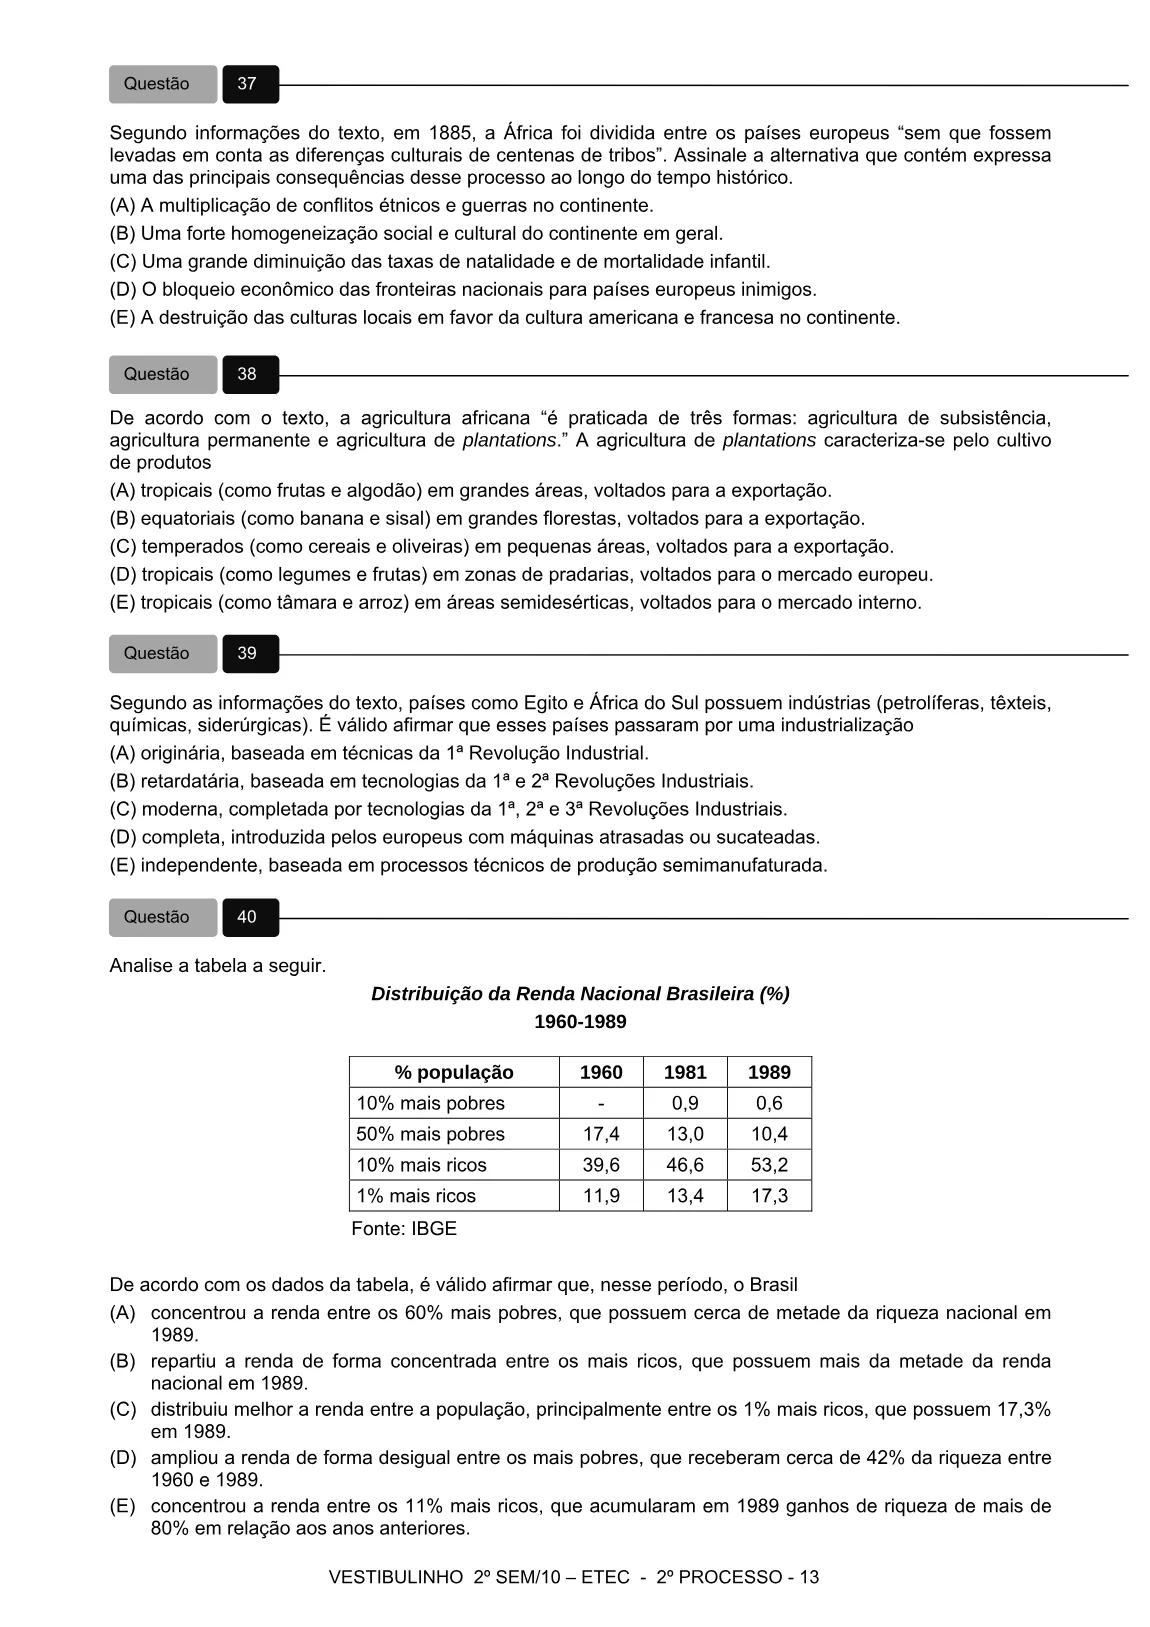 Questão 37
Segundo informações do texto, em 1885, a África foi dividida entre os países europeus “sem que fossem
levadas em conta as diferenças culturais de centenas de tribos”. Assinale a alternativa que contém expressa
uma das principais consequências desse processo ao longo do tempo histórico.
(A) A multiplicação de conflitos étnicos e guerras no continente.
(B) Uma forte homogeneização social e cultural do continente em geral.
(C) Uma grande diminuição das taxas de natalidade e de mortalidade infantil.
(D) O bloqueio econômico das fronteiras nacionais para países europeus inimigos.
(E) A destruição das culturas locais em favor da cultura americana e francesa no continente.
Questão 38
De acordo com o texto, a agricultura africana “é praticada de três formas: agricultura de subsistência,
agricultura permanente e agricultura de plantations.” A agricultura de plantations caracteriza-se pelo cultivo
de produtos
(A) tropicais (como frutas e algodão) em grandes áreas, voltados para a exportação.
(B) equatoriais (como banana e sisal) em grandes florestas, voltados para a exportação.
(C) temperados (como cereais e oliveiras) em pequenas áreas, voltados para a exportação.
(D) tropicais (como legumes e frutas) em zonas de pradarias, voltados para o mercado europeu.
(E) tropicais (como tâmara e arroz) em áreas semidesérticas, voltados para o mercado interno.
Questão 39
Segundo as informações do texto, países como Egito e África do Sul possuem indústrias (petrolíferas, têxteis,
químicas, siderúrgicas). É válido afirmar que esses países passaram por uma industrialização
(A) originária, baseada em técnicas da 1ª Revolução Industrial.
(B) retardatária, baseada em tecnologias da 1ª e 2ª Revoluções Industriais.
(C) moderna, completada por tecnologias da 1ª, 2ª e 3ª Revoluções Industriais.
(D) completa, introduzida pelos europeus com máquinas atrasadas ou sucateadas.
(E) independente, baseada em processos técnicos de produção semimanufaturada.
Questão 40
Analise a tabela a seguir.
Distribuição da Renda Nacional Brasileira (%)
1960-1989
% população 1960 1981 1989
10% mais pobres - 0,9 0,6
50% mais pobres 17,4 13,0 10,4
10% mais ricos 39,6 46,6 53,2
1% mais ricos 11,9 13,4 17,3
Fonte: IBGE
De acordo com os dados da tabela, é válido afirmar que, nesse período, o Brasil
(A) concentrou a renda entre os 60% mais pobres, que possuem cerca de metade da riqueza nacional em
1989.
(B) repartiu a renda de forma concentrada entre os mais ricos, que possuem mais da metade da renda
nacional em 1989.
(C) distribuiu melhor a renda entre a população, principalmente entre os 1% mais ricos, que possuem 17,3%
em 1989.
(D) ampliou a renda de forma desigual entre os mais pobres, que receberam cerca de 42% da riqueza entre
1960 e 1989.
(E) concentrou a renda entre os 11% mais ricos, que acumularam em 1989 ganhos de riqueza de mais de
80% em relação aos anos anteriores.
VESTIBULINHO 2º SEM/10 – ETEC - 2º PROCESSO - 13